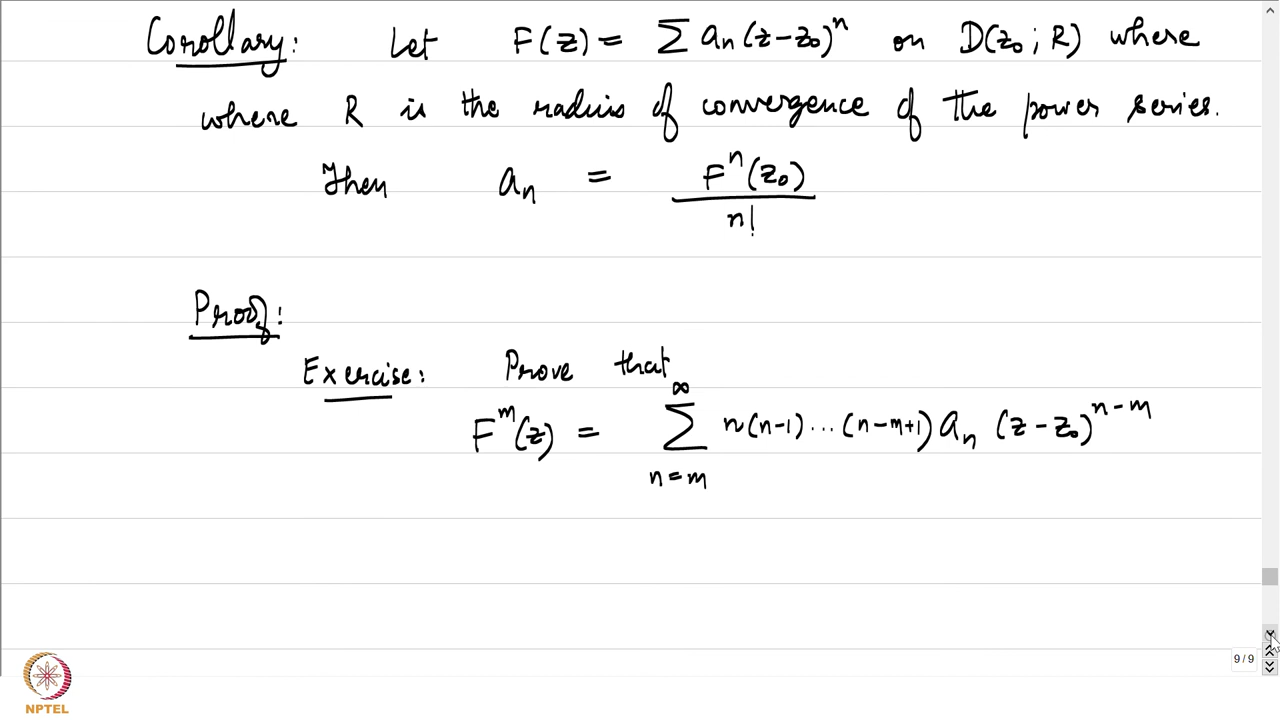 Corollary: Let F(z) = Σ aₙ (z-z₀)ⁿ on D(z₀; R) where
where R is the radius of convergence of the power series.
Then aₙ = Fⁿ(z₀) / n!
Proof:
Exercise: Prove that
Fᵐ(z) = ∑_{n=m}^{∞} n(n-1)...(n-m+1) aₙ (z-z₀)ⁿ⁻ᵐ
9 / 9
NPTEL